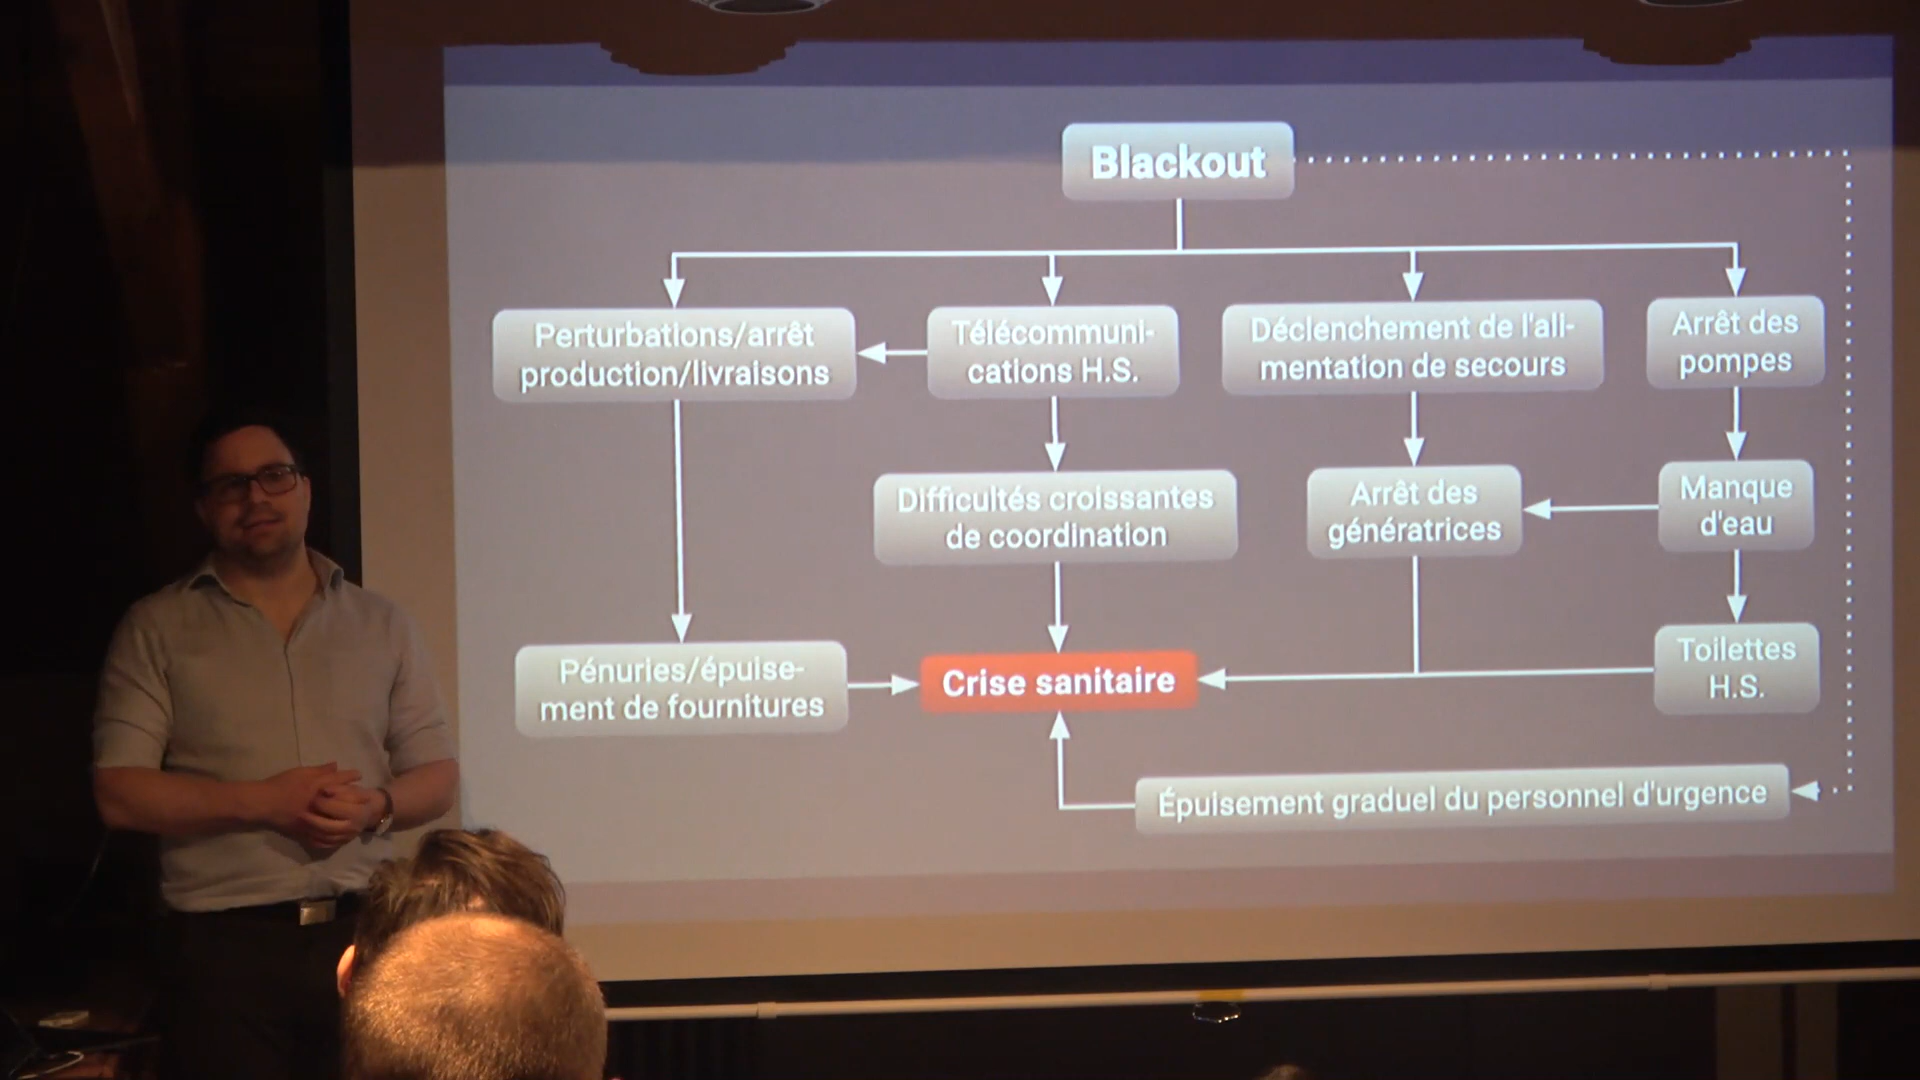 Blackout
Perturbations/arrêt
production/livraisons
Télécommuni-
cations H.S.
Déclenchement de l'ali-
mentation de secours
Arrêt des
pompes
Difficultés croissantes
de coordination
Arrêt des
génératrices
Manque
d'eau
Pénuries/épuise-
ment de fournitures
Crise sanitaire
Toilettes
H.S.
Épuisement graduel du personnel d'urgence